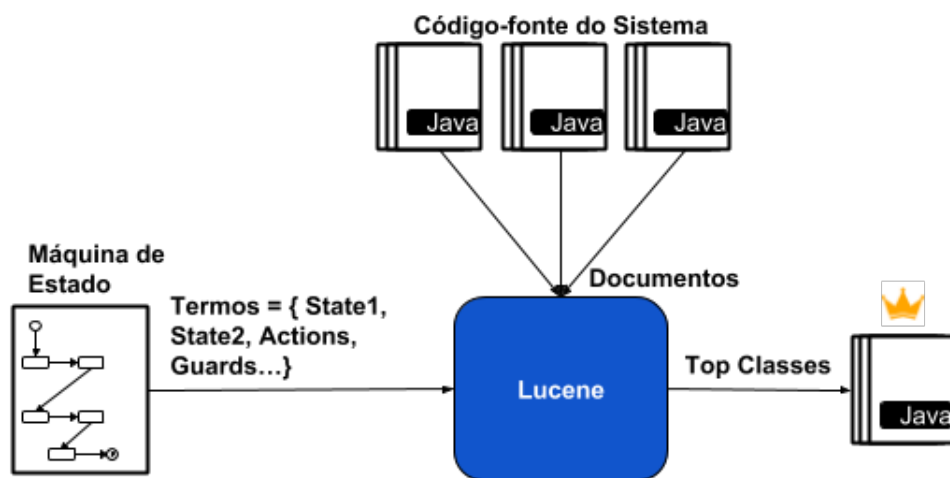 Código-fonte do Sistema
Java
Java
Java
Máquina de
Estado
Termos = { State1,
State2, Actions,
Guards...}
Documentos
Lucene
Top Classes
Java